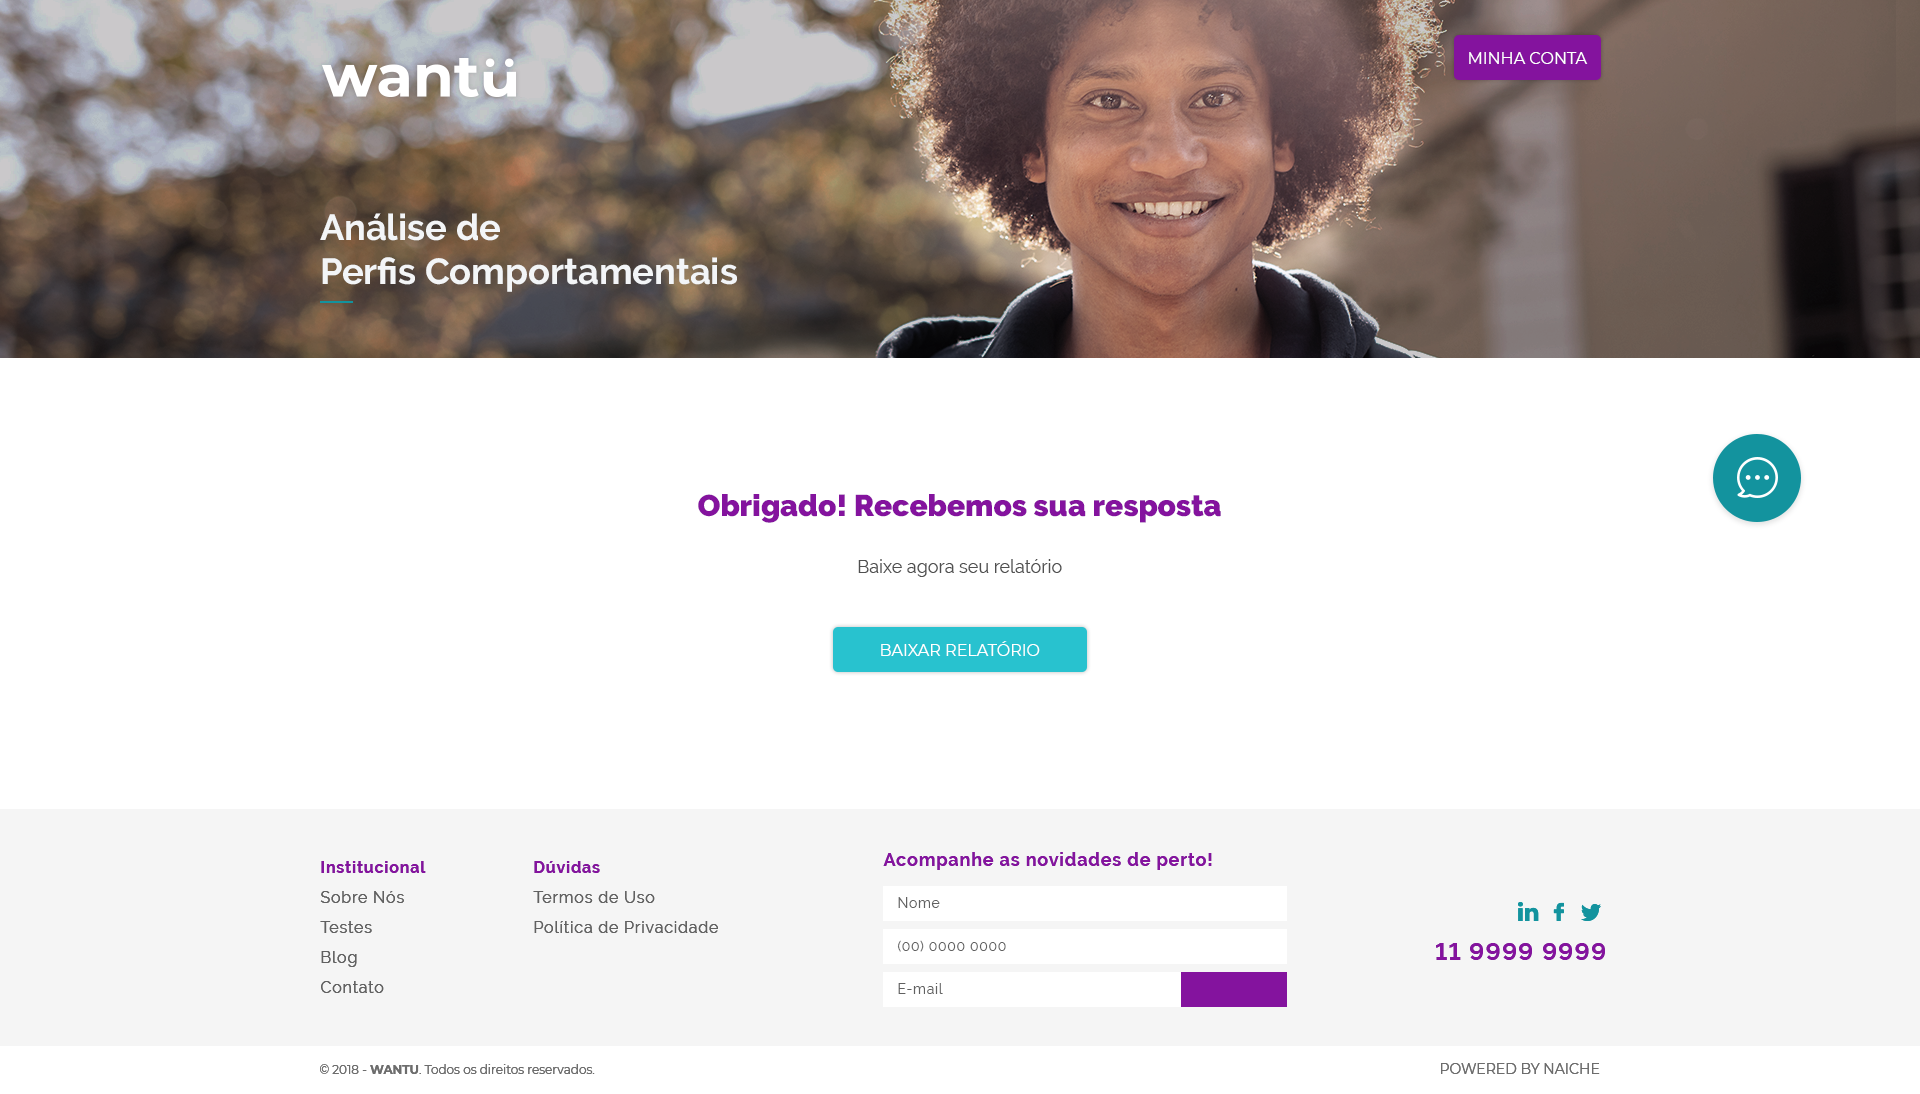 wantü
MINHA CONTA
Análise de
Perfis Comportamentais
Obrigado! Recebemos sua resposta
Baixe agora seu relatório
BAIXAR RELATÓRIO
Institucional
Sobre Nós
Testes
Blog
Contato
Dúvidas
Termos de Uso
Política de Privacidade
Acompanhe as novidades de perto!
Nome
(00) 0000 0000
E-mail
11 9999 9999
© 2018 - WANTU. Todos os direitos reservados.
POWERED BY NAICHE